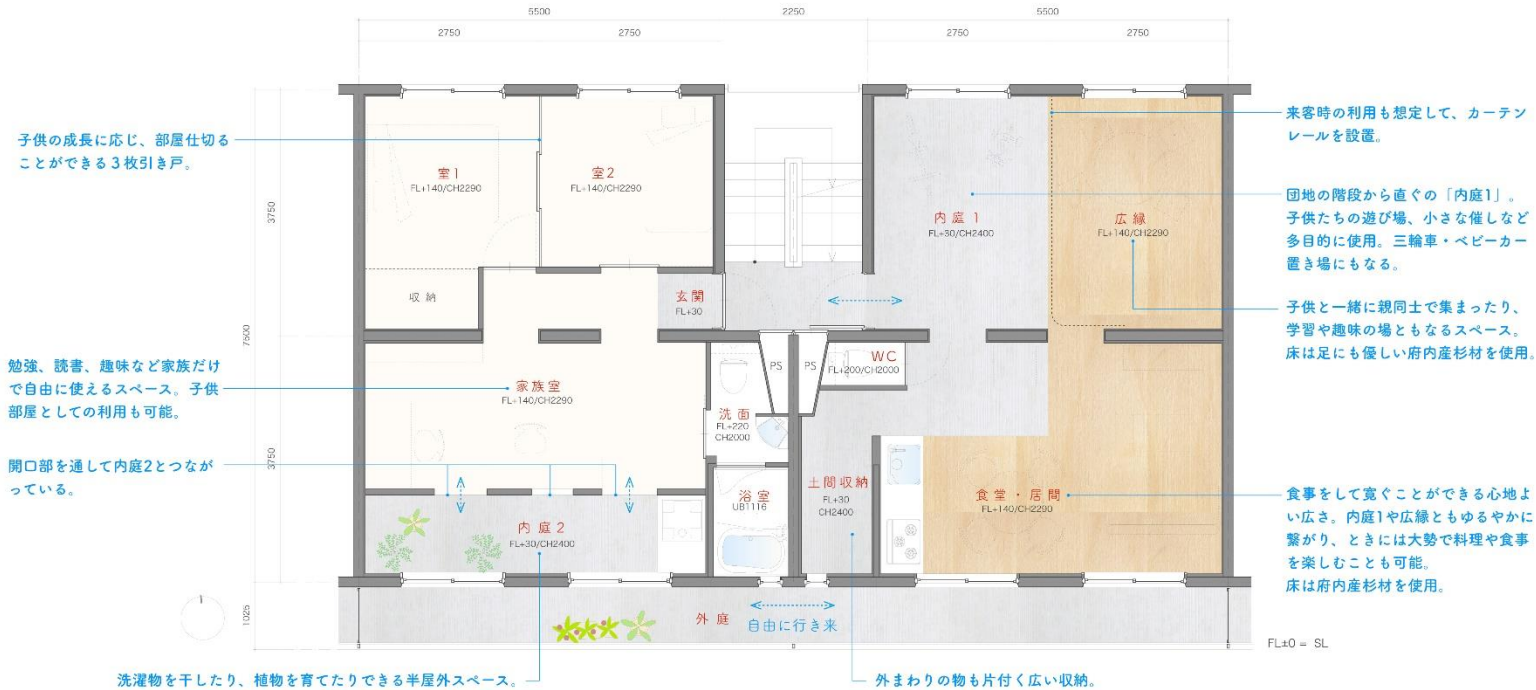 5500
2250
5500
2750
2750
2750
2750
子供の成長に応じ、部屋仕切る
ことができる３枚引き戸。
勉強、読書、趣味など家族だけ
で自由に使えるスペース。子供
部屋としての利用も可能。
開口部を通して内庭2とつなが
っている。
3750
7600
3750
1025
室1
FL+140/CH2290
室2
FL+140/CH2290
収納
玄関
FL+30
家族室
FL+140/CH2290
洗面
FL+220
CH2000
PS
PS
浴室
UB1116
内庭2
FL+30/CH2400
内庭1
FL+30/CH2400
広縁
FL+140/CH2290
WC
FL+200/CH2000
土間収納
FL+30
CH2400
食堂・居間
FL+140/CH2290
外庭
自由に行き来
来客時の利用も想定して、カーテン
レールを設置。
団地の階段から直ぐの「内庭1」。
子供たちの遊び場、小さな催しなど
多目的に使用。三輪車・ベビーカー
置き場にもなる。
子供と一緒に親同士で集まったり、
学習や趣味の場ともなるスペース。
床は足にも優しい府内産杉材を使用。
食事をして寛ぐことができる心地よ
い広さ。内庭1や広縁ともゆるやかに
繋がり、ときには大勢で料理や食事
を楽しむことも可能。
床は府内産杉材を使用。
FL±0 = SL
洗濯物を干したり、植物を育てたりできる半屋外スペース。
外まわりの物も片付く広い収納。